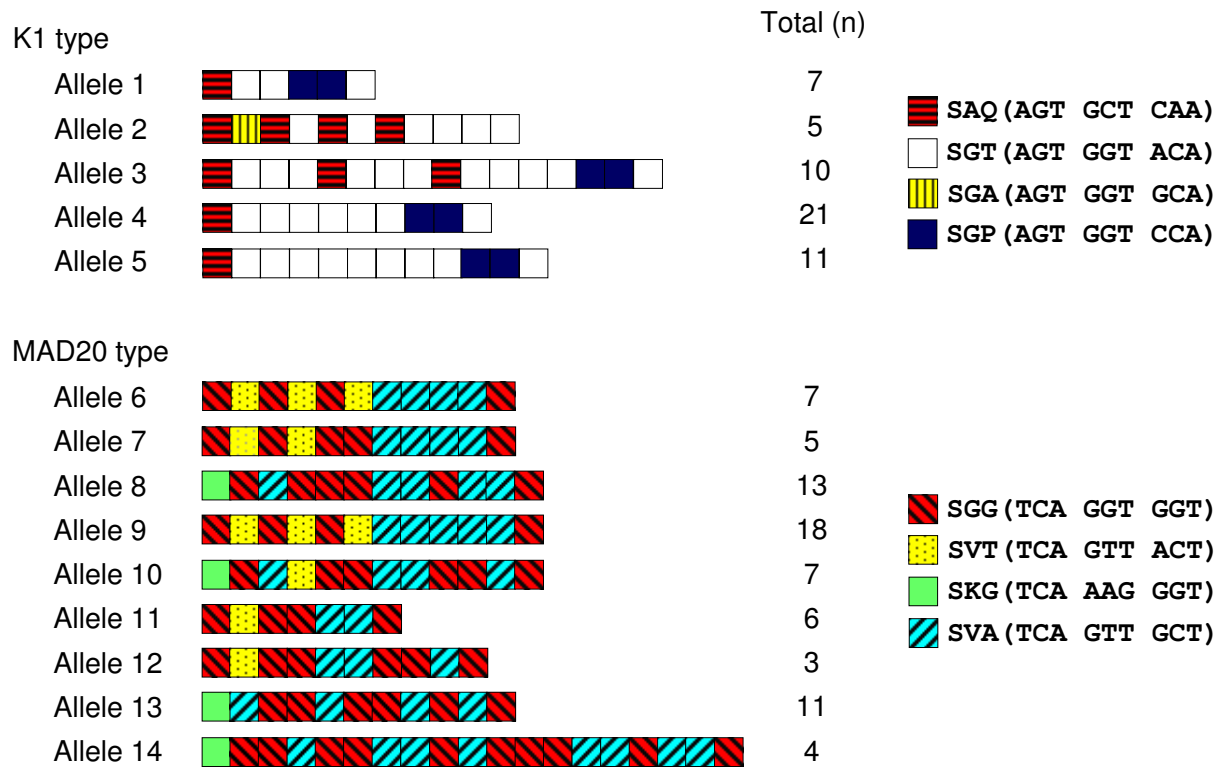 Total (n)
K1 type
Allele 1 7
Allele 2 5
Allele 3 10
Allele 4 21
Allele 5 11
SAQ(AGT GCT CAA)
SGT(AGT GGT ACA)
SGA(AGT GGT GCA)
SGP(AGT GGT CCA)
MAD20 type
Allele 6 7
Allele 7 5
Allele 8 13
Allele 9 18
Allele 10 7
Allele 11 6
Allele 12 3
Allele 13 11
Allele 14 4
SGG(TCA GGT GGT)
SVT(TCA GTT ACT)
SKG(TCA AAG GGT)
SVA(TCA GTT GCT)